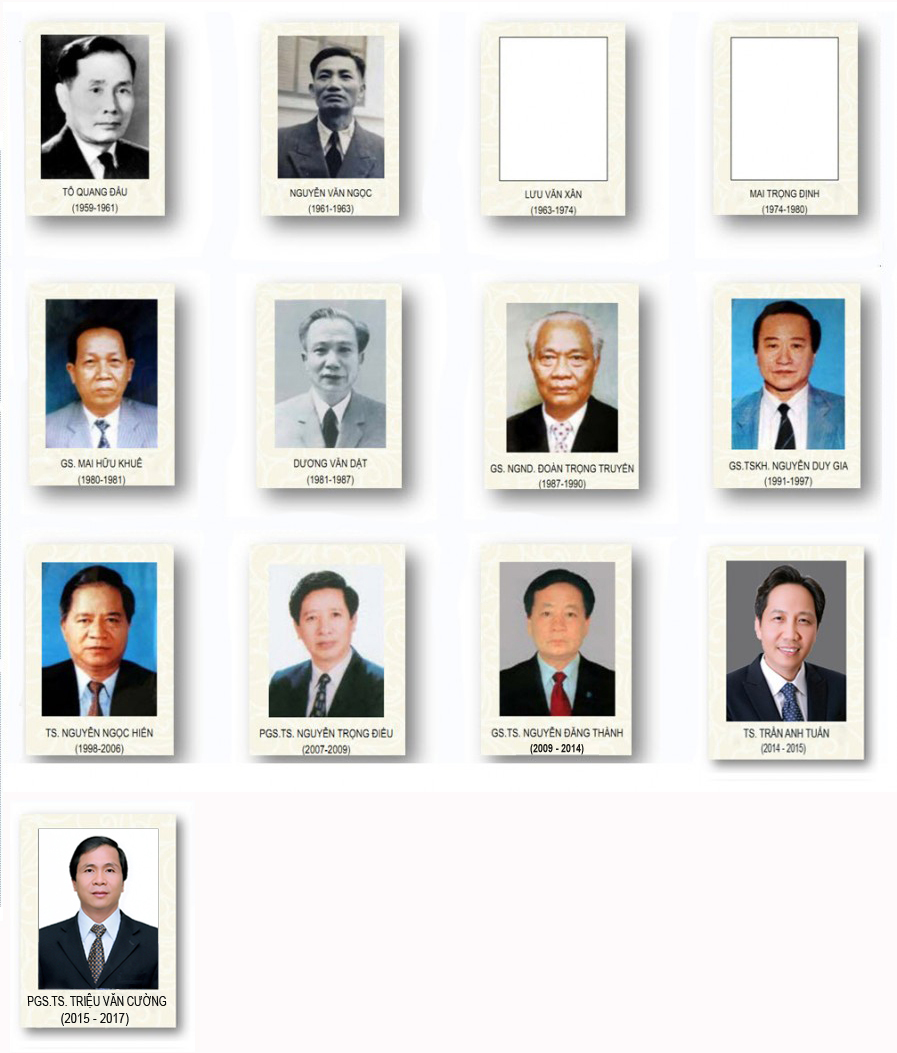 TÔ QUANG ĐẨU
(1959-1961)
NGUYỄN VĂN NGỌC
(1961-1963)
LƯU VĂN XÂN
(1963-1974)
MAI TRỌNG ĐỊNH
(1974-1980)
GS. MAI HỮU KHUÊ
(1980-1981)
DƯƠNG VĂN DẬT
(1981-1987)
GS. NGND. ĐOÀN TRỌNG TRUYẾN
(1987-1990)
GS.TSKH. NGUYỄN DUY GIA
(1991-1997)
TS. NGUYỄN NGỌC HIẾN
(1998-2006)
PGS.TS. NGUYỄN TRỌNG ĐIỀU
(2007-2009)
GS.TS. NGUYỄN ĐĂNG THÀNH
(2009 - 2014)
TS. TRẦN ANH TUẤN
(2014 - 2015)
PGS.TS. TRIỆU VĂN CƯỜNG
(2015 - 2017)